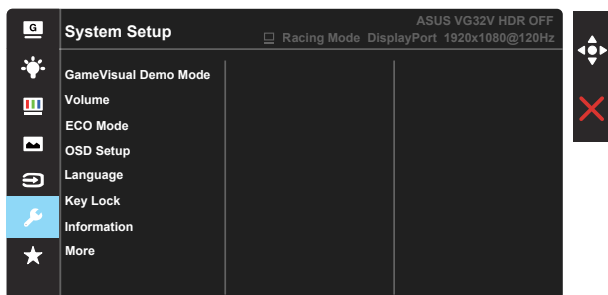 G
System Setup
ASUS VG32V HDR OFF
Racing Mode DisplayPort 1920x1080@120Hz
GameVisual Demo Mode
Volume
ECO Mode
OSD Setup
Language
Key Lock
Information
More